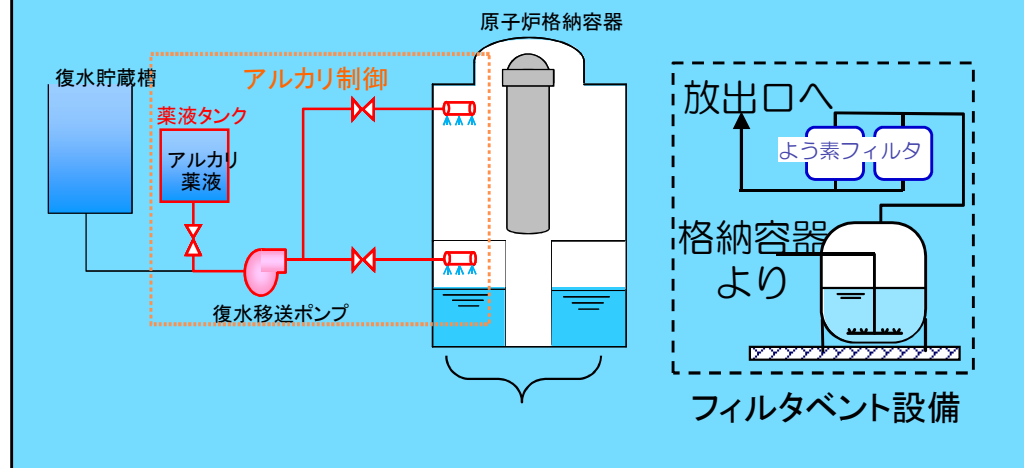 原子炉格納容器
復水貯蔵槽
アルカリ制御
薬液タンク
アルカリ
薬液
復水移送ポンプ
放出口へ
よう素フィルタ
格納容器
より
フィルタベント設備